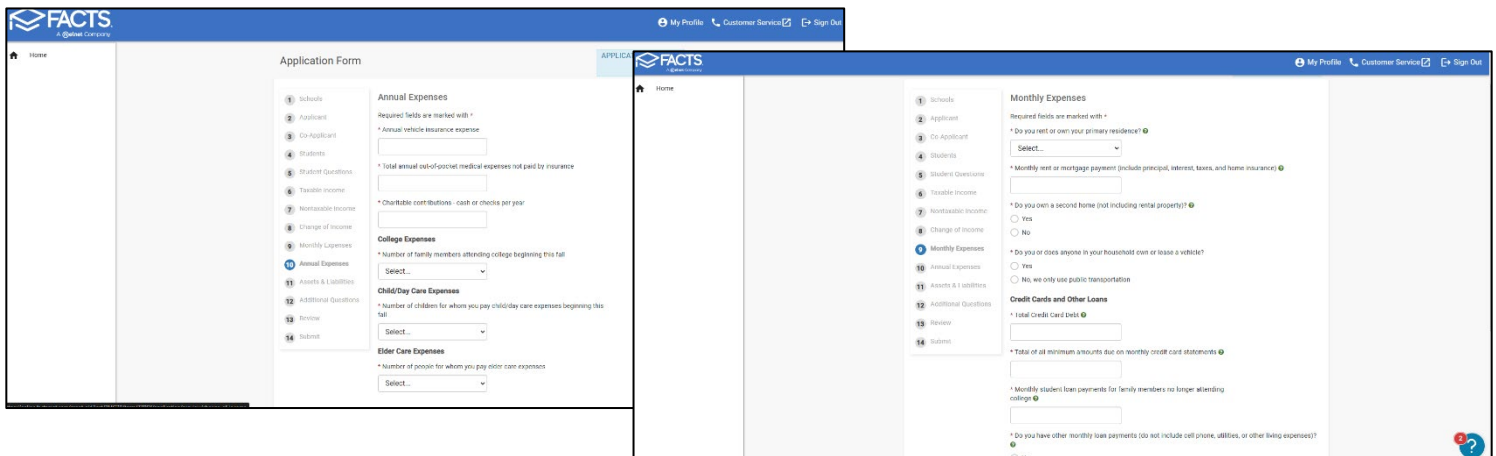 FACTS
A Nelnet Company
My Profile
Customer Service
Sign Out
Home
Application Form
1 Schools
2 Applicant
3 Co-Applicant
4 Students
5 Student Questions
6 Taxable Income
7 Nontaxable Income
8 Change of Income
9 Monthly Expenses
10 Annual Expenses
11 Assets & Liabilities
12 Additional Questions
13 Review
14 Submit
Annual Expenses
Required fields are marked with *
* Annual vehicle insurance expense
* Total annual out-of-pocket medical expenses not paid by insurance
* Charitable contributions - cash or checks per year
College Expenses
* Number of family members attending college beginning this fall
Select...
Child/Day Care Expenses
* Number of children for whom you pay child/day care expenses beginning this
fall
Select...
Elder Care Expenses
* Number of people for whom you pay elder care expenses
Select...
FACTS
A Nelnet Company
My Profile
Customer Service
Sign Out
Home
1 Schools
2 Applicant
3 Co-Applicant
4 Students
5 Student Questions
6 Taxable Income
7 Nontaxable Income
8 Change of Income
9 Monthly Expenses
10 Annual Expenses
11 Assets & Liabilities
12 Additional Questions
13 Review
14 Submit
Monthly Expenses
Required fields are marked with *
* Do you rent or own your primary residence?
Select...
* Monthly rent or mortgage payment (include principal, interest, taxes, and home insurance)
* Do you own a second home (not including rental property)?
Yes
No
* Do you or does anyone in your household own or lease a vehicle?
Yes
No, we only use public transportation
Credit Cards and Other Loans
* Total Credit Card Debt
* Total of all minimum amounts due on monthly credit card statements
* Monthly student loan payments for family members no longer attending
college
* Do you have other monthly loan payments (do not include cell phone, utilities, or other living expenses)?
2
?